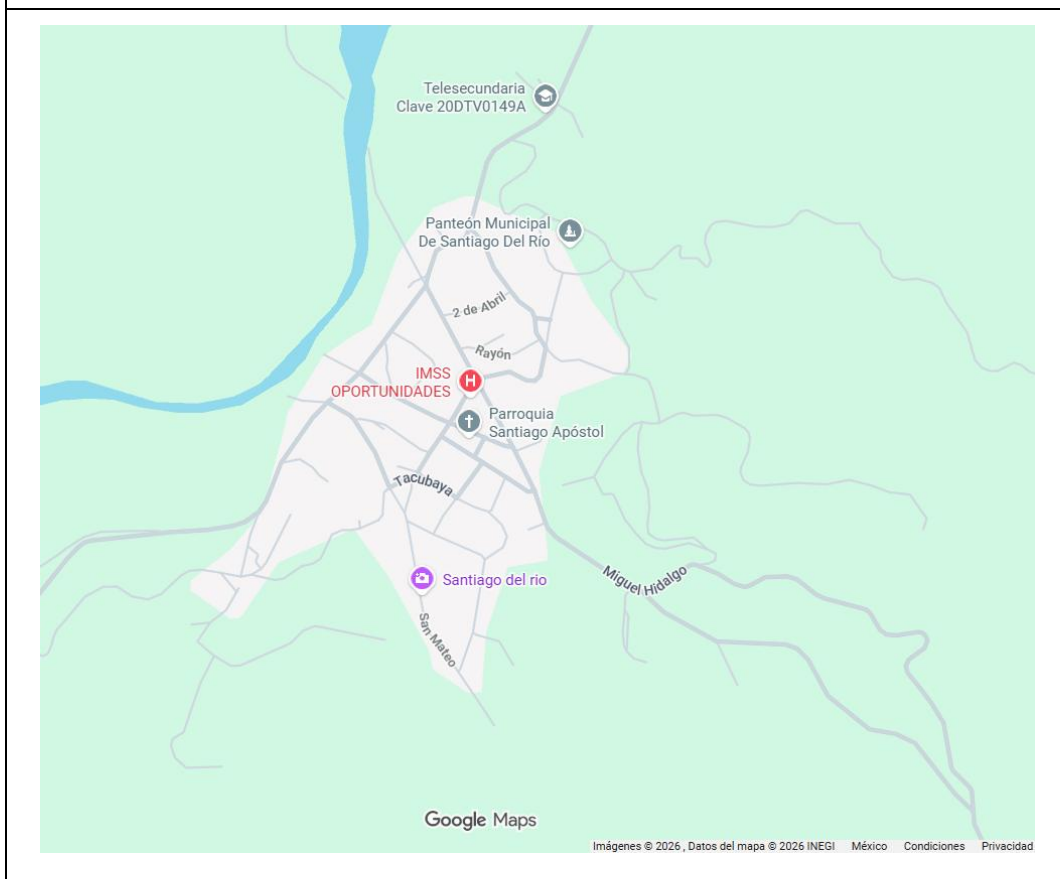 Telesecundaria
Clave 20DTV0149A
Panteón Municipal
De Santiago Del Río
2 de Abril
Rayón
IMSS
OPORTUNIDADES
Parroquia
Santiago Apóstol
Tacubaya
Santiago del rio
Miguel Hidalgo
San Mateo
Google Maps
Imágenes © 2026 , Datos del mapa © 2026 INEGI México Condiciones Privacidad